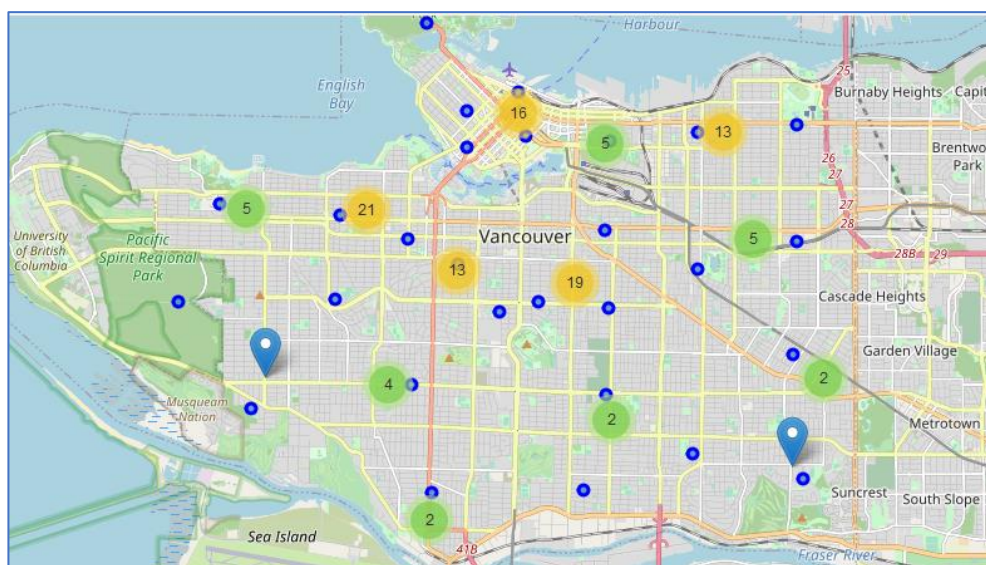 Harbour
English
Bay
25
Burnaby Heights
Capit
16
5
13
Brentwo
Park
26
27
5
21
27
28
University
of British
Columbia
Pacific
Spirit Regional
Park
Vancouver
5
28B
29
13
19
Cascade Heights
Garden Village
4
2
Musqueam
Nation
2
Metrotown
Suncrest
South Slope
2
Sea Island
41B
Fraser River